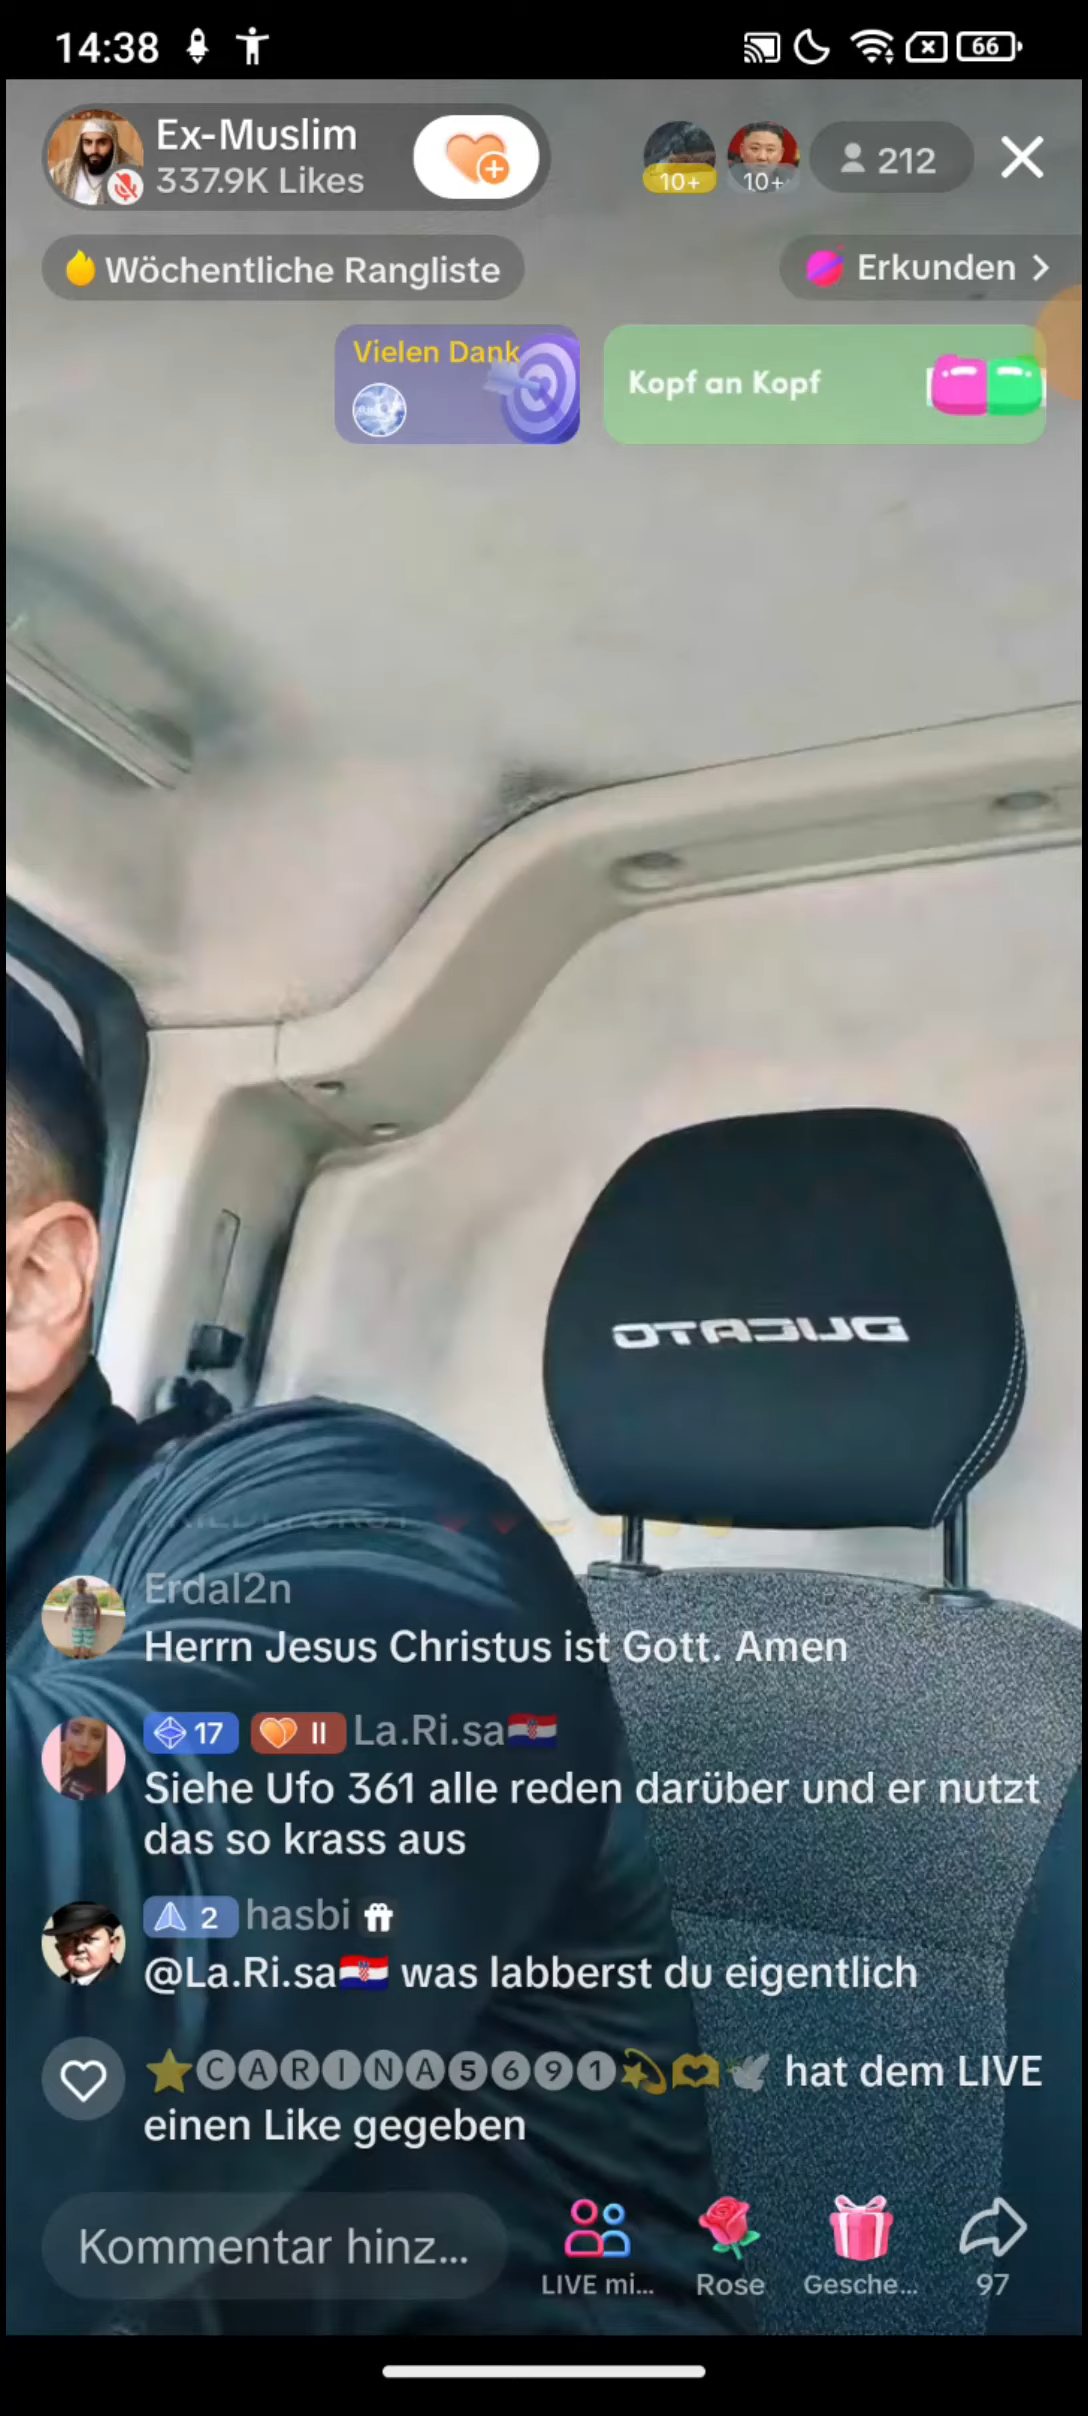 14:38
66
Ex-Muslim
337.9K Likes
10+
10+
212
Wöchentliche Rangliste
Erkunden
Vielen Dank
Kopf an Kopf
DUCATO
Erdal2n
Herrn Jesus Christus ist Gott. Amen
17 II La.Ri.sa🇭🇷
Siehe Ufo 361 alle reden darüber und er nutzt
das so krass aus
2 hasbi
@La.Ri.sa🇭🇷 was labberst du eigentlich
⭐🅒🅐🅡🅘🅝🅐❺❻❾❶💫🫶🕊️ hat dem LIVE
einen Like gegeben
Kommentar hinz...
LIVE mi...
Rose
Gesche...
97